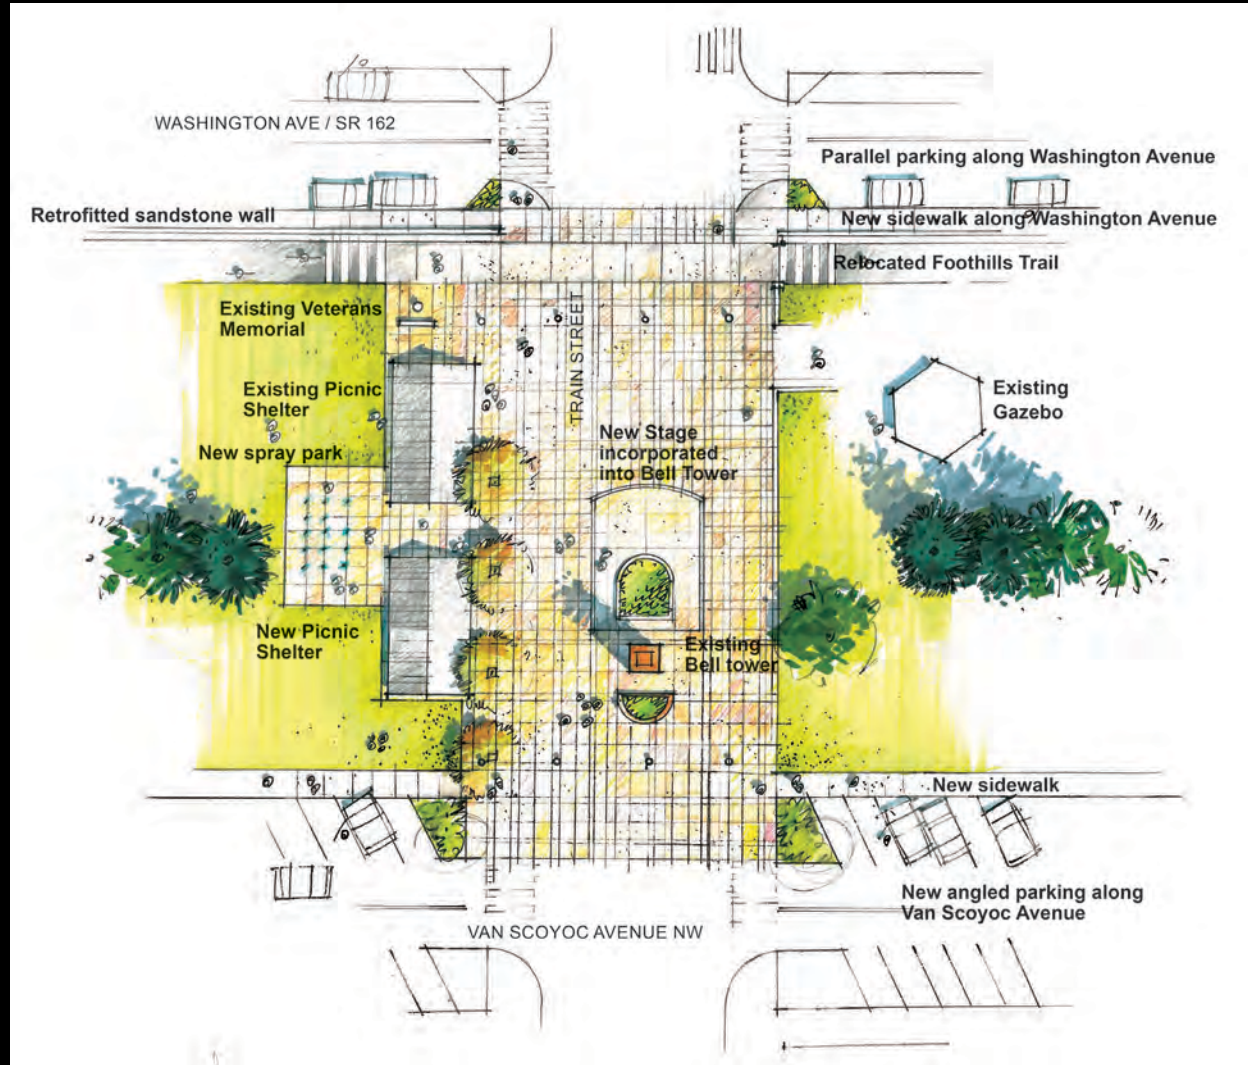 WASHINGTON AVE / SR 162
Parallel parking along Washington Avenue
Retrofitted sandstone wall
New sidewalk along Washington Avenue
Relocated Foothills Trail
Existing Veterans
Memorial
TRAIN STREET
Existing Picnic
Shelter
Existing
Gazebo
New spray park
New Stage
incorporated
into Bell Tower
New Picnic
Shelter
Existing
Bell tower
New sidewalk
New angled parking along
Van Scoyoc Avenue
VAN SCOYOC AVENUE NW